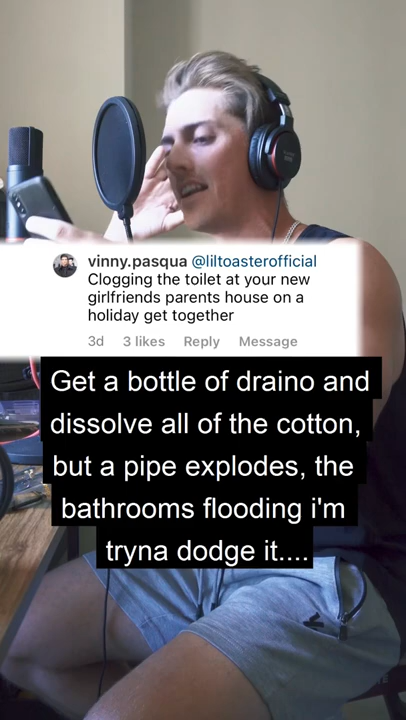 vinny.pasqua @liltoasterofficial
Clogging the toilet at your new
girlfriends parents house on a
holiday get together
3d 3 likes Reply Message
Get a bottle of draino and
dissolve all of the cotton,
but a pipe explodes, the
bathrooms flooding i'm
tryna dodge it....